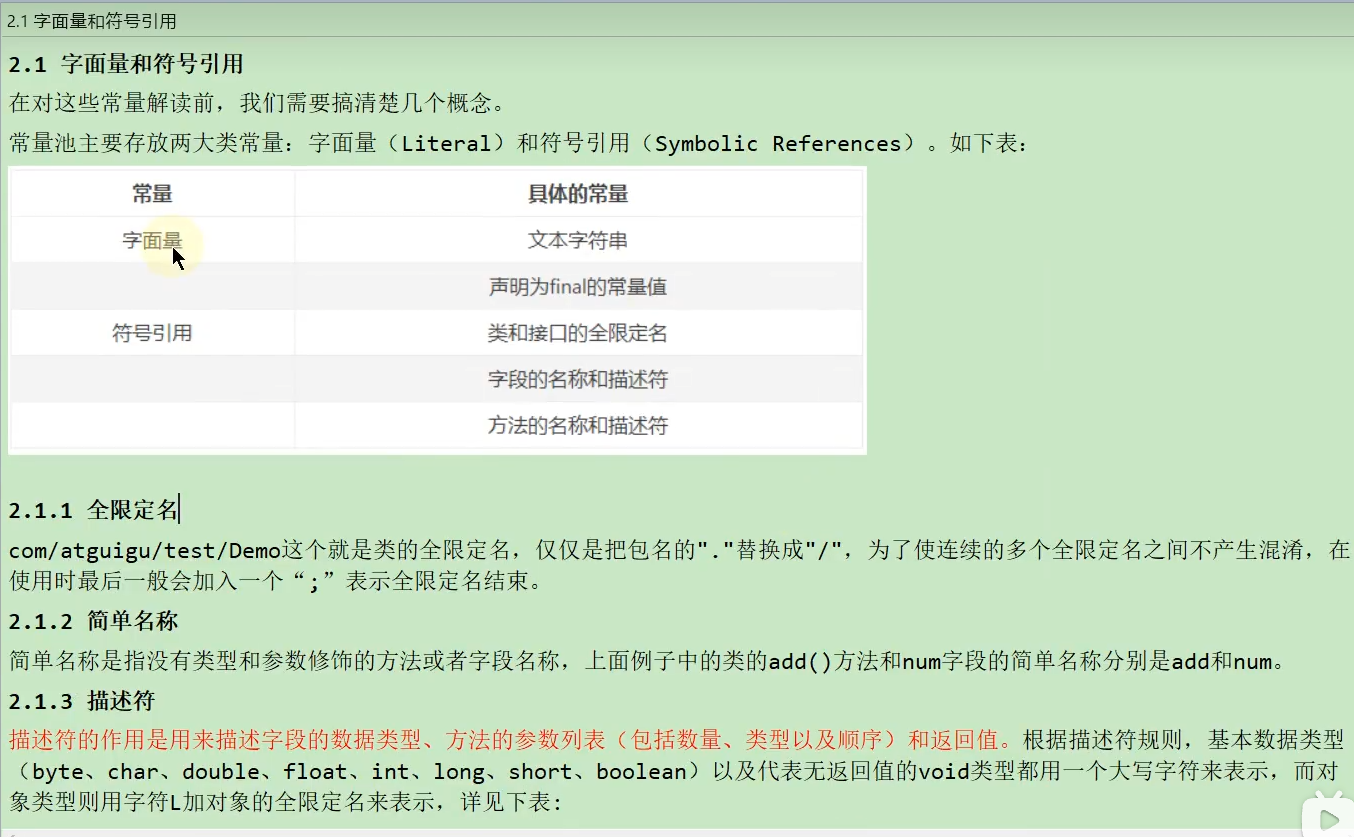 2.1 字面量和符号引用
2.1 字面量和符号引用
在对这些常量解读前，我们需要搞清楚几个概念。
常量池主要存放两大类常量：字面量（Literal）和符号引用（Symbolic References）。如下表：
常量 具体的常量
字面量 文本字符串
声明为final的常量值
符号引用 类和接口的全限定名
字段的名称和描述符
方法的名称和描述符
2.1.1 全限定名
com/atguigu/test/Demo这个就是类的全限定名，仅仅是把包名的"."替换成"/"，为了使连续的多个全限定名之间不产生混淆，在
使用时最后一般会加入一个“;”表示全限定名结束。
2.1.2 简单名称
简单名称是指没有类型和参数修饰的方法或者字段名称，上面例子中的类的add()方法和num字段的简单名称分别是add和num。
2.1.3 描述符
描述符的作用是用来描述字段的数据类型、方法的参数列表（包括数量、类型以及顺序）和返回值。根据描述符规则，基本数据类型
（byte、char、double、float、int、long、short、boolean）以及代表无返回值的void类型都用一个大写字符来表示，而对
象类型则用字符L加对象的全限定名来表示，详见下表: